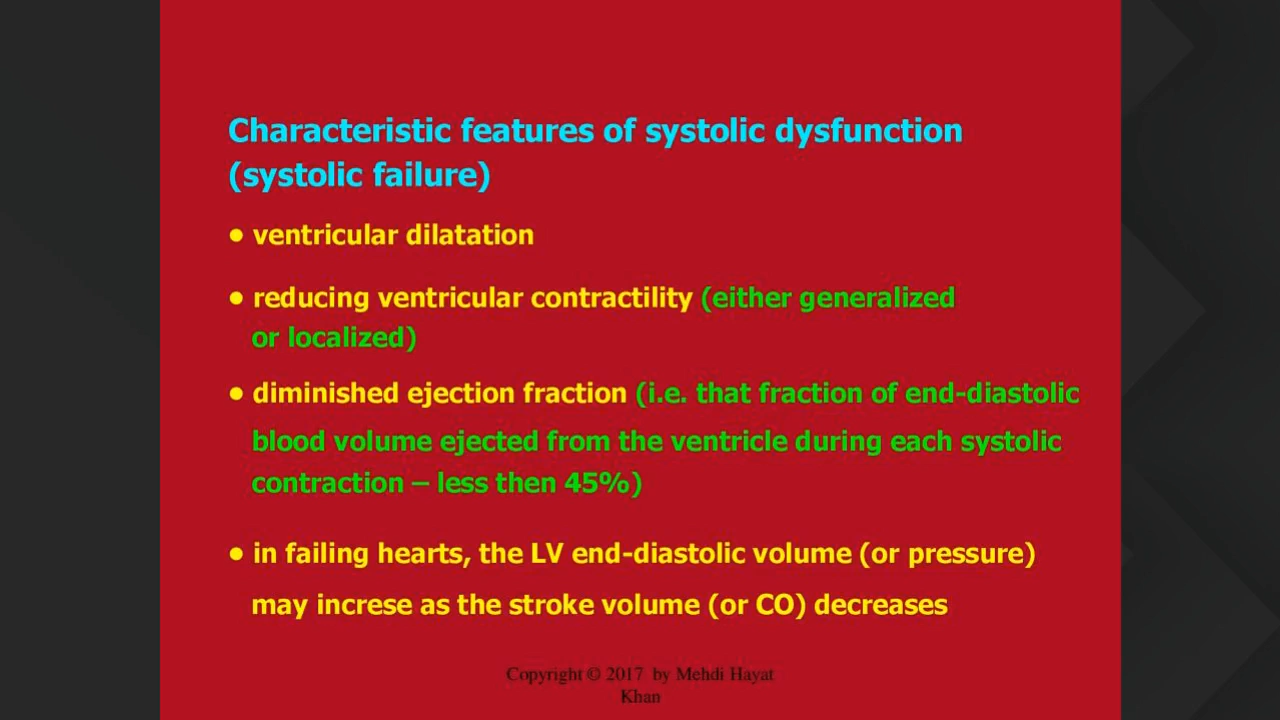 Characteristic features of systolic dysfunction
(systolic failure)
• ventricular dilatation
• reducing ventricular contractility (either generalized
or localized)
• diminished ejection fraction (i.e. that fraction of end-diastolic
blood volume ejected from the ventricle during each systolic
contraction – less then 45%)
• in failing hearts, the LV end-diastolic volume (or pressure)
may increse as the stroke volume (or CO) decreases
Copyright © 2017 by Mehdi Hayat
Khan